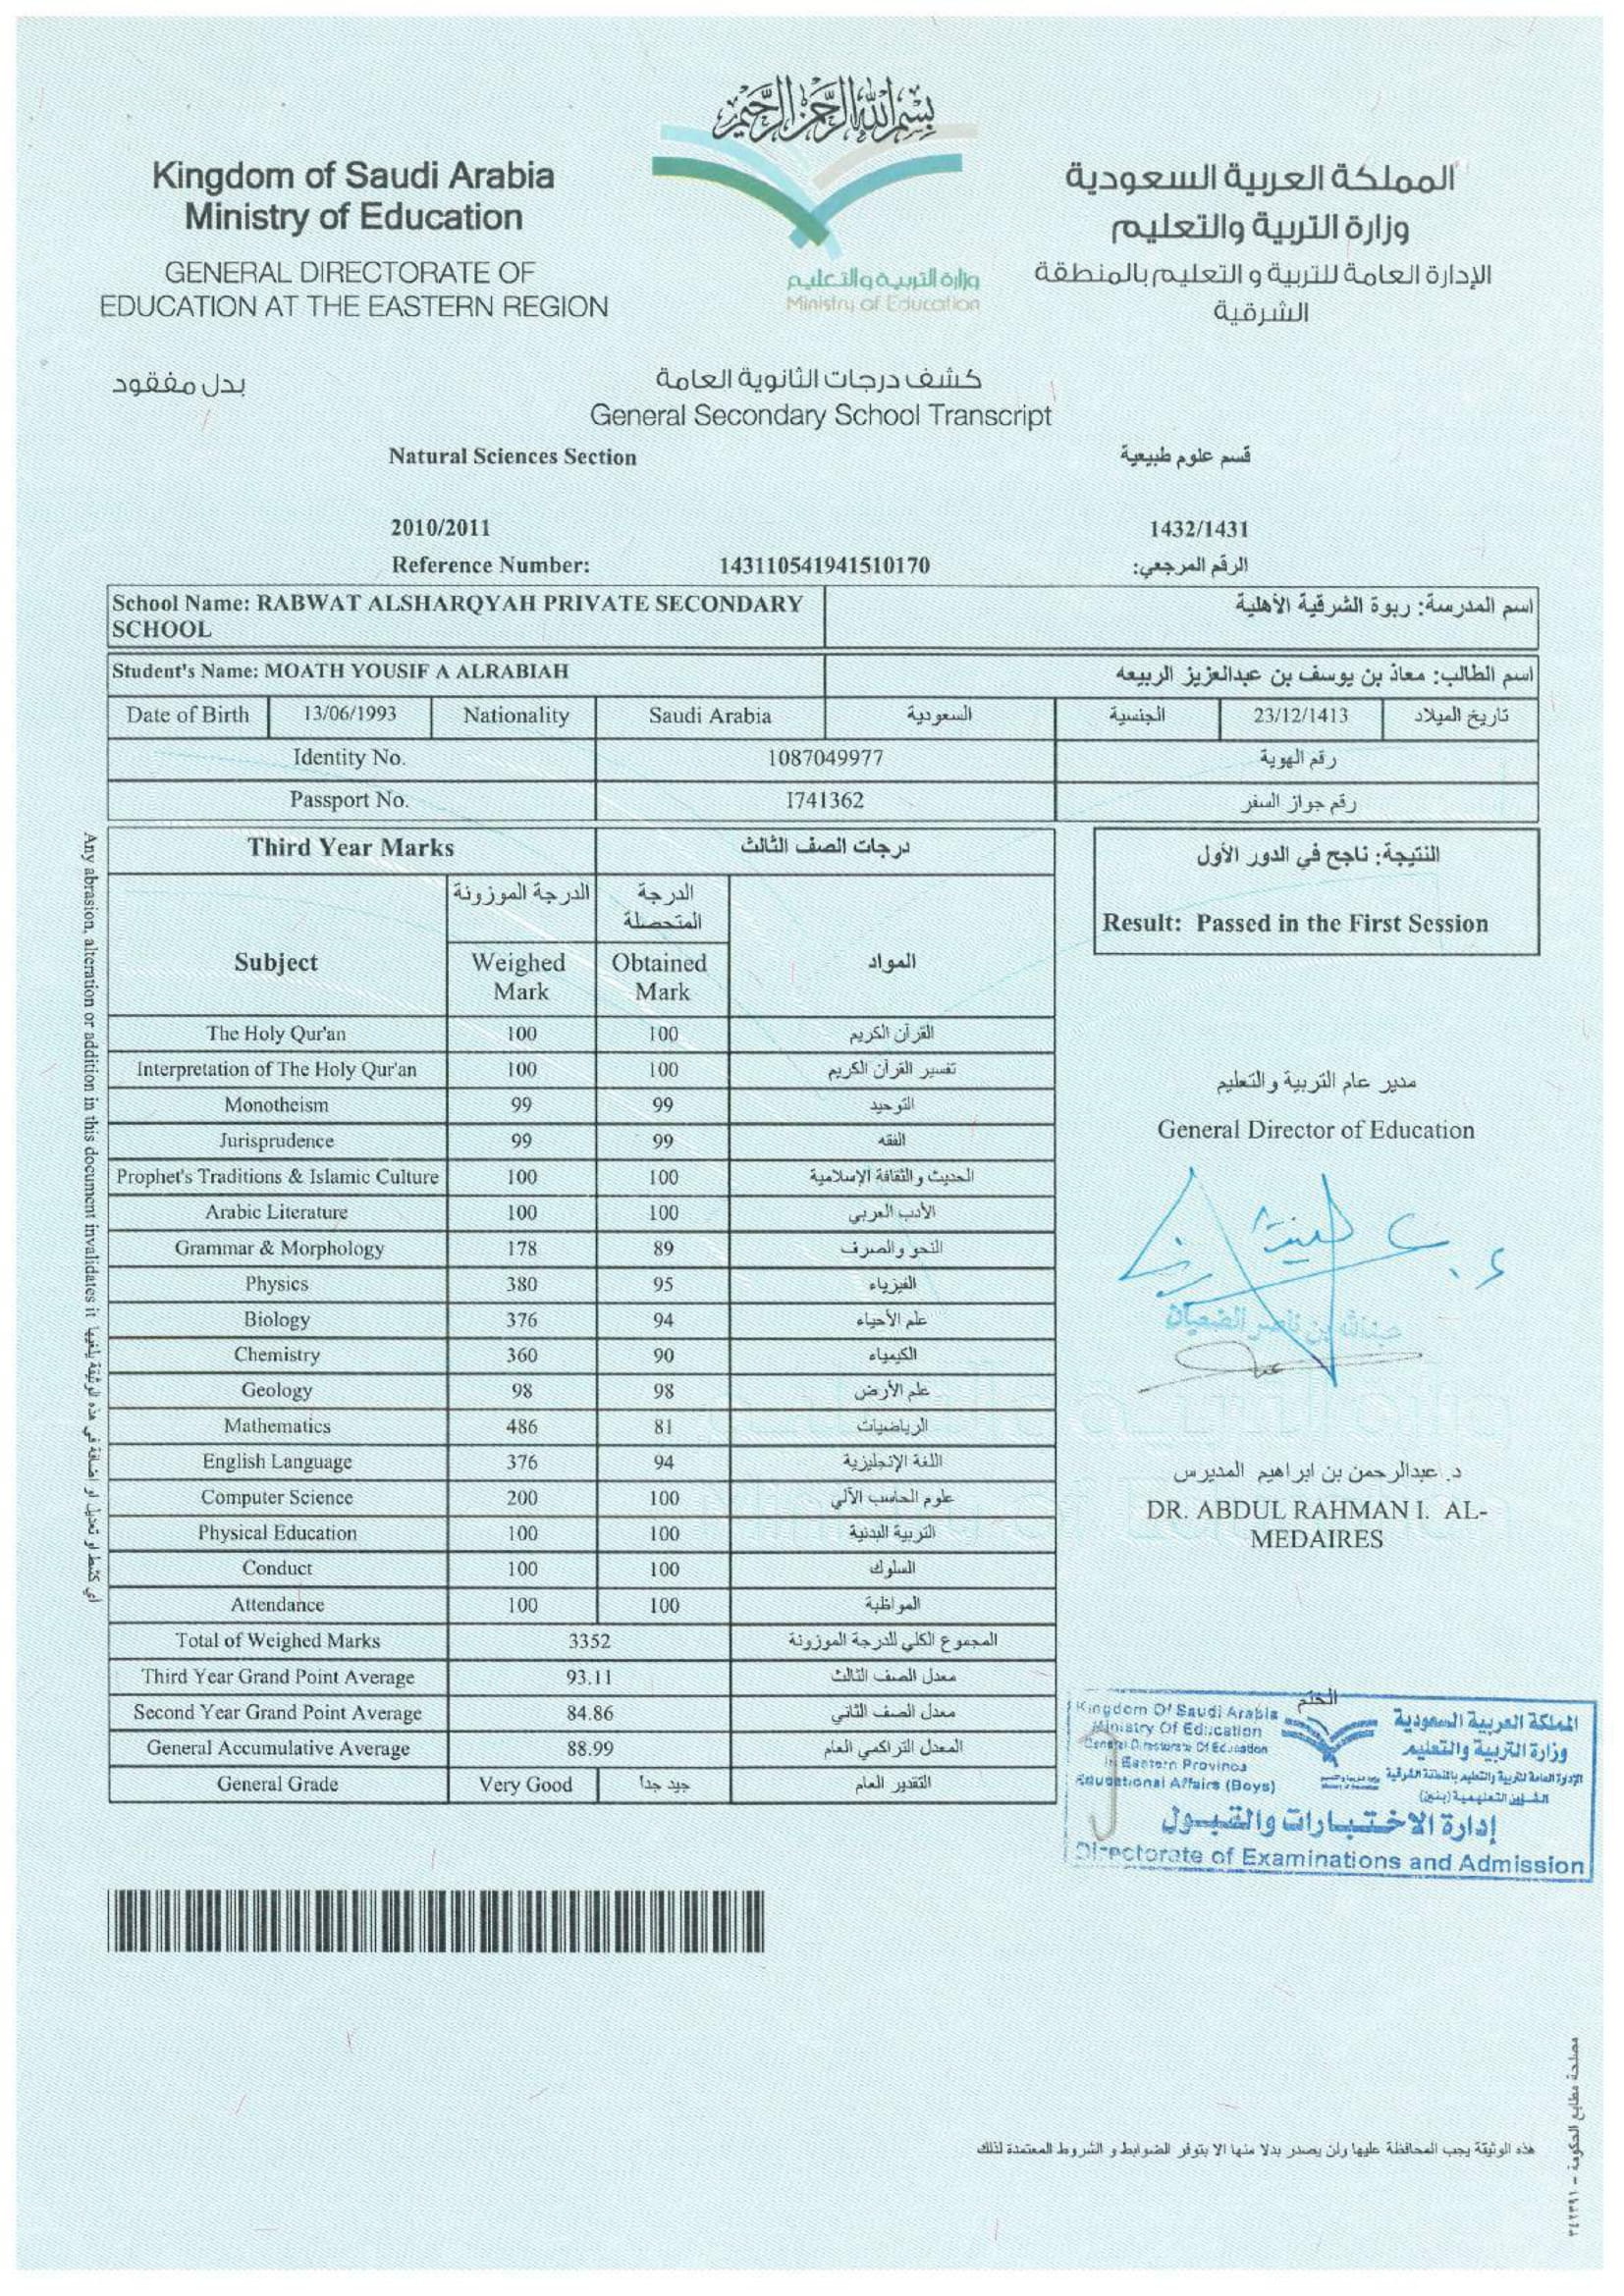 بسم الله الرحمن الرحيم
Kingdom of Saudi Arabia
Ministry of Education
GENERAL DIRECTORATE OF
EDUCATION AT THE EASTERN REGION
وزارة التربية والتعليم
Ministry of Education
المملكة العربية السعودية
وزارة التربية والتعليم
الإدارة العامة للتربية و التعليم بالمنطقة
الشرقية
بدل مفقود
كشف درجات الثانوية العامة
General Secondary School Transcript
Natural Sciences Section قسم علوم طبيعية
2010/2011 1432/1431
Reference Number: 143110541941510170 الرقم المرجعي:
School Name: RABWAT ALSHARQYAH PRIVATE SECONDARY
SCHOOL
اسم المدرسة: ربوة الشرقية الأهلية
Student's Name: MOATH YOUSIF A ALRABIAH اسم الطالب: معاذ بن يوسف بن عبدالعزيز الربيعه
Date of Birth 13/06/1993 Nationality Saudi Arabia السعودية الجنسية 23/12/1413 تاريخ الميلاد
Identity No. 1087049977 رقم الهوية
Passport No. I741362 رقم جواز السفر
Third Year Marks درجات الصف الثالث
الدرجة الموزونة الدرجة
المتحصلة
Subject Weighed Obtained المواد
Mark Mark
The Holy Qur'an 100 100 القرآن الكريم
Interpretation of The Holy Qur'an 100 100 تفسير القرآن الكريم
Monotheism 99 99 التوحيد
Jurisprudence 99 99 الفقه
Prophet's Traditions & Islamic Culture 100 100 الحديث و الثقافة الإسلامية
Arabic Literature 100 100 الأدب العربي
Grammar & Morphology 178 89 النحو والصرف
Physics 380 95 الفيزياء
Biology 376 94 علم الأحياء
Chemistry 360 90 الكيمياء
Geology 98 98 علم الأرض
Mathematics 486 81 الرياضيات
English Language 376 94 اللغة الإنجليزية
Computer Science 200 100 علوم الحاسب الآلي
Physical Education 100 100 التربية البدنية
Conduct 100 100 السلوك
Attendance 100 100 المواظبة
Total of Weighed Marks 3352 المجموع الكلي للدرجة الموزونة
Third Year Grand Point Average 93.11 معدل الصف الثالث
Second Year Grand Point Average 84.86 معدل الصف الثاني
General Accumulative Average 88.99 المعدل التراكمي العام
General Grade Very Good جيد جدا التقدير العام
النتيجة: ناجح في الدور الأول
Result: Passed in the First Session
مدير عام التربية والتعليم
General Director of Education
د. عبدالرحمن بن ابراهيم المديرس
DR. ABDUL RAHMAN I. AL-
MEDAIRES
الختم
Kingdom Of Saudi Arabia
Ministry Of Education
General Directorate Of Education
In Eastern Province
Educational Affairs (Boys)
المملكة العربية السعودية
وزارة التربية والتعليم
الإدارة العامة للتربية والتعليم بالمنطقة الشرقية
الشؤون التعليمية (بنين)
إدارة الاختبارات والقبول
Directorate of Examinations and Admission
Any abrasion, alteration or addition in this document invalidates it أي كشط او تعديل او اضافة في هذه الوثيقة يلغيها
هذه الوثيقة يجب المحافظة عليها ولن يصدر بدلا منها الا بتوفر الضوابط و الشروط المعتمدة لذلك
مصلحة مطابع الحكومة -